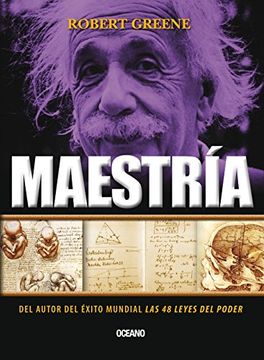 ROBERT GREENE
MAESTRÍA
DEL AUTOR DEL ÉXITO MUNDIAL LAS 48 LEYES DEL PODER
OCEANO